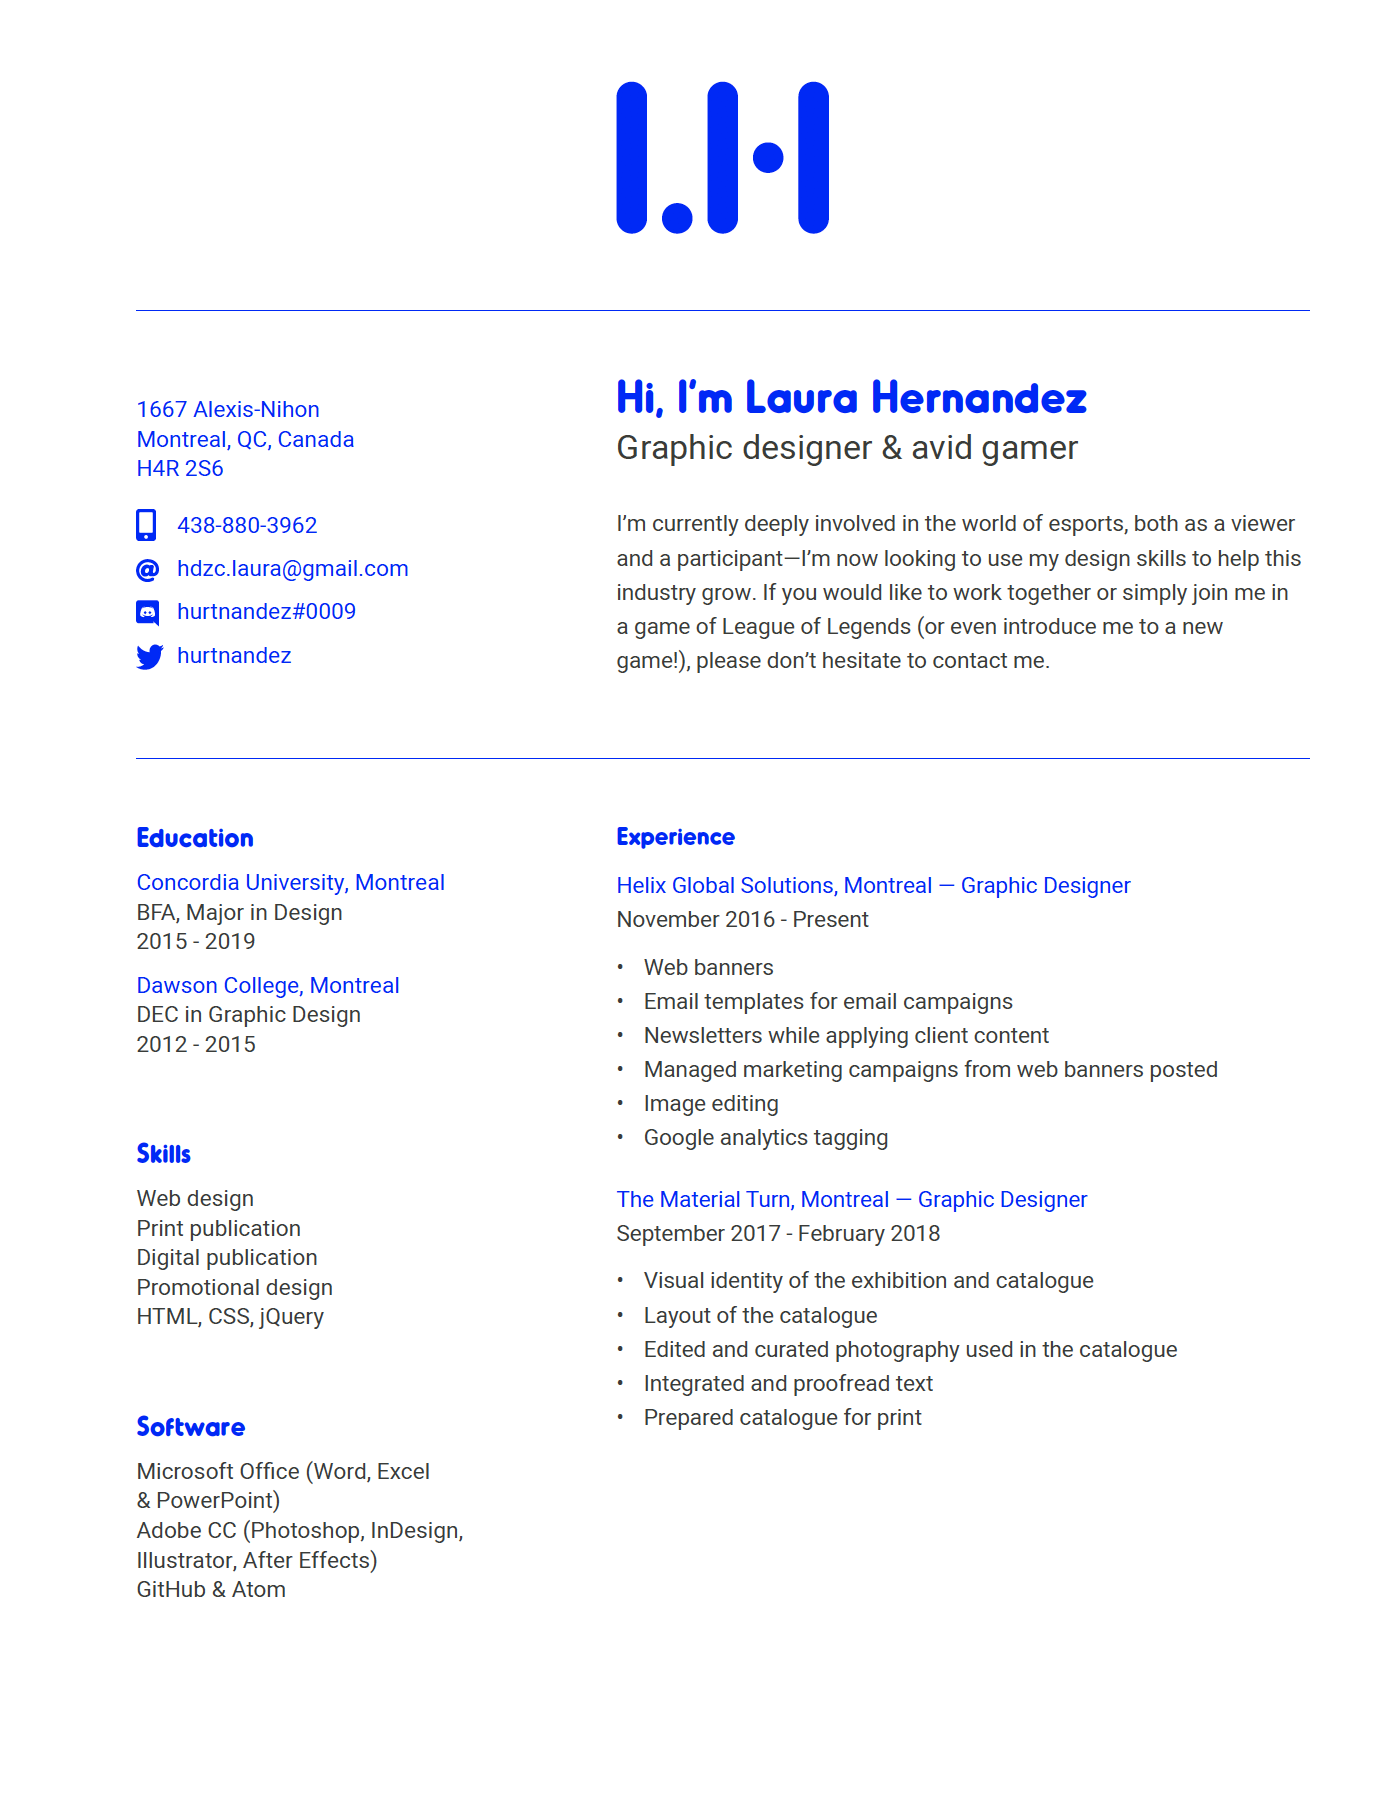 L.H
1667 Alexis-Nihon
Montreal, QC, Canada
H4R 2S6
438-880-3962
hdzc.laura@gmail.com
hurtnandez#0009
hurtnandez
Hi, I’m Laura Hernandez
Graphic designer & avid gamer
I’m currently deeply involved in the world of esports, both as a viewer
and a participant—I’m now looking to use my design skills to help this
industry grow. If you would like to work together or simply join me in
a game of League of Legends (or even introduce me to a new
game!), please don’t hesitate to contact me.
Education
Concordia University, Montreal
BFA, Major in Design
2015 - 2019
Dawson College, Montreal
DEC in Graphic Design
2012 - 2015
Skills
Web design
Print publication
Digital publication
Promotional design
HTML, CSS, jQuery
Software
Microsoft Office (Word, Excel
& PowerPoint)
Adobe CC (Photoshop, InDesign,
Illustrator, After Effects)
GitHub & Atom
Experience
Helix Global Solutions, Montreal — Graphic Designer
November 2016 - Present
• Web banners
• Email templates for email campaigns
• Newsletters while applying client content
• Managed marketing campaigns from web banners posted
• Image editing
• Google analytics tagging
The Material Turn, Montreal — Graphic Designer
September 2017 - February 2018
• Visual identity of the exhibition and catalogue
• Layout of the catalogue
• Edited and curated photography used in the catalogue
• Integrated and proofread text
• Prepared catalogue for print